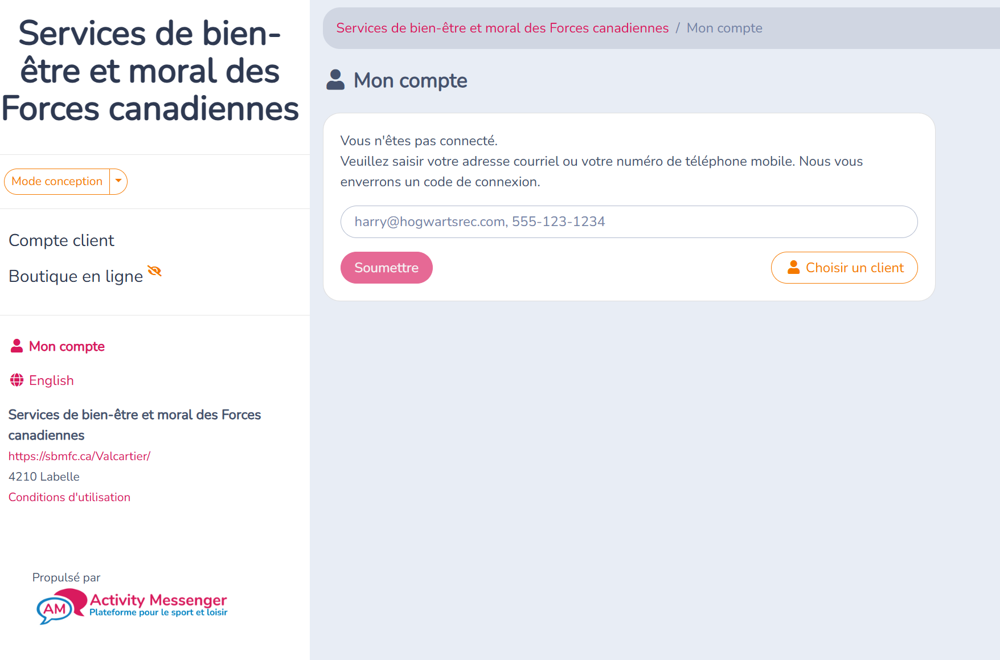 Services de bien-
être et moral des
Forces canadiennes
Mode conception
Compte client
Boutique en ligne
Mon compte
English
Services de bien-être et moral des Forces
canadiennes
https://sbmfc.ca/Valcartier/
4210 Labelle
Conditions d'utilisation
Propulsé par
AM Activity Messenger
Plateforme pour le sport et loisir
Services de bien-être et moral des Forces canadiennes / Mon compte
Mon compte
Vous n'êtes pas connecté.
Veuillez saisir votre adresse courriel ou votre numéro de téléphone mobile. Nous vous
enverrons un code de connexion.
harry@hogwartsrec.com, 555-123-1234
Soumettre
Choisir un client